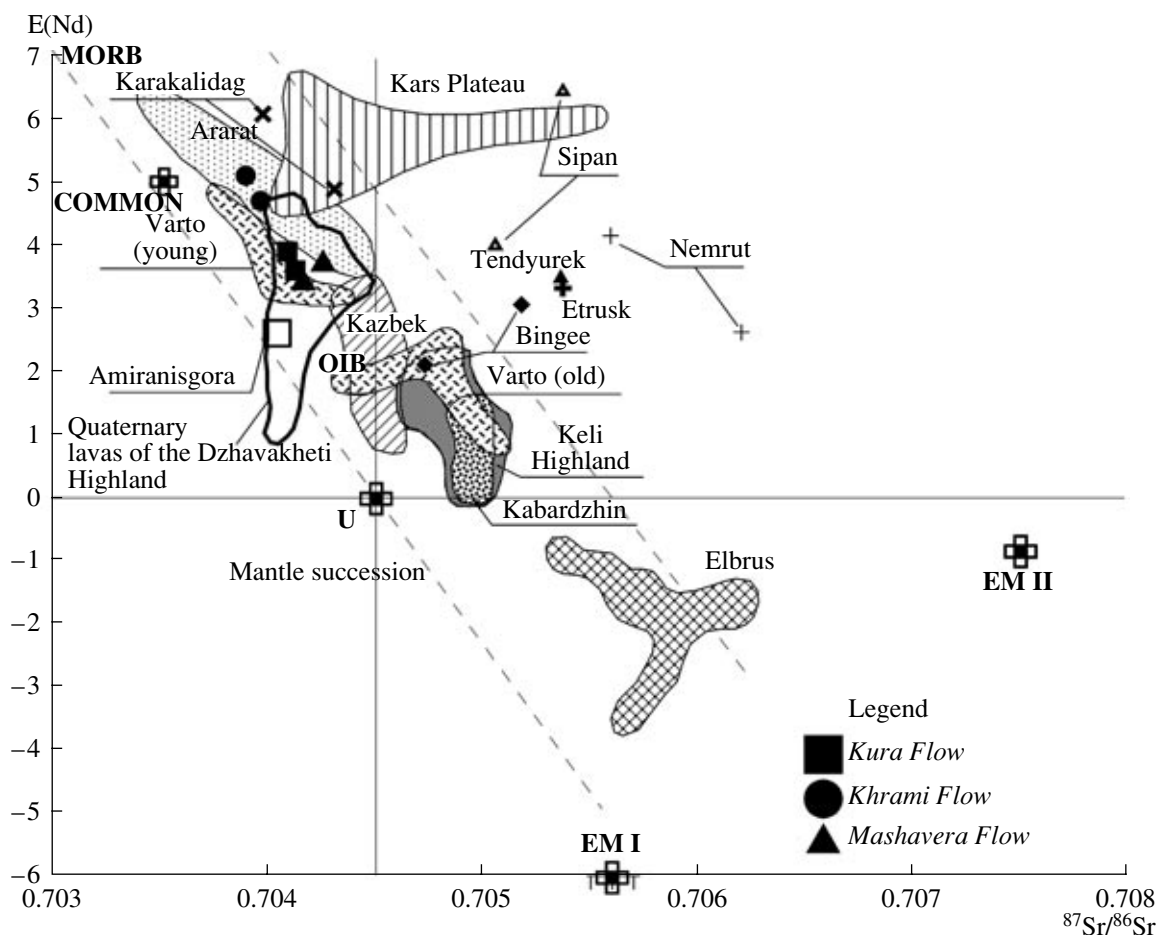 E(Nd)
7
MORB
Karakalidag
Kars Plateau
6
Ararat
Sipan
5
COMMON
Varto
(young)
4
Nemrut
Tendyurek
3
Etrusk
Kazbek
Bingee
OIB
2
Varto (old)
Amiranisgora
1
Quaternary
lavas of the Dzhavakheti
Highland
Keli
Highland
0
Kabardzhin
U
Mantle succession
Elbrus
−1
EM II
−2
−3
Legend
−4
Kura Flow
Khrami Flow
−5
Mashavera Flow
EM I
−6
0.703
0.704
0.705
0.706
0.707
0.708
⁸⁷Sr/⁸⁶Sr